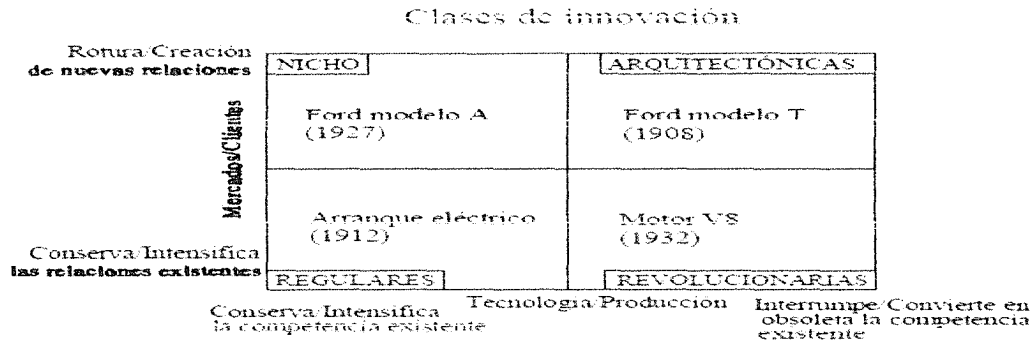 Clases de innovación
Rotura/Creación
de nuevas relaciones
NICHO
ARQUITECTÓNICAS
Mercados/Clientes
Ford modelo A
(1927)
Ford modelo T
(1908)
Arranque eléctrico
(1912)
Motor V8
(1932)
Conserva/Intensifica
las relaciones existentes
REGULARES
REVOLUCIONARIAS
Conserva/Intensifica
la competencia existente
Tecnología/Producción
Interrumpe/Convierte en
obsoleta la competencia
existente